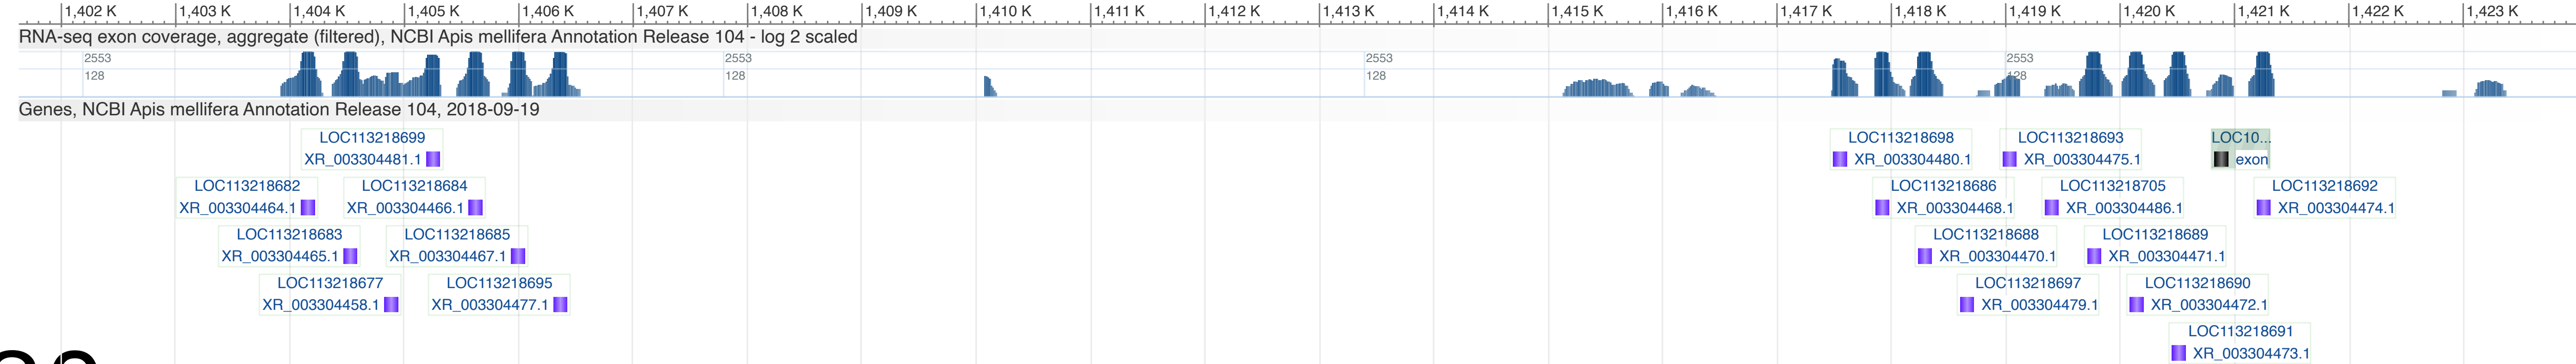 1,402 K 1,403 K 1,404 K 1,405 K 1,406 K 1,407 K 1,408 K 1,409 K 1,410 K 1,411 K 1,412 K 1,413 K 1,414 K 1,415 K 1,416 K 1,417 K 1,418 K 1,419 K 1,420 K 1,421 K 1,422 K 1,423 K
RNA-seq exon coverage, aggregate (filtered), NCBI Apis mellifera Annotation Release 104 - log 2 scaled
2553 2553 2553 2553
128 128 128 128
Genes, NCBI Apis mellifera Annotation Release 104, 2018-09-19
LOC113218699 LOC113218698 LOC113218693 LOC10...
XR_003304481.1 XR_003304480.1 XR_003304475.1 exon
LOC113218682 LOC113218684 LOC113218686 LOC113218705 LOC113218692
XR_003304464.1 XR_003304466.1 XR_003304468.1 XR_003304486.1 XR_003304474.1
LOC113218683 LOC113218685 LOC113218688 LOC113218689
XR_003304465.1 XR_003304467.1 XR_003304470.1 XR_003304471.1
LOC113218677 LOC113218695 LOC113218697 LOC113218690
XR_003304458.1 XR_003304477.1 XR_003304479.1 XR_003304472.1
LOC113218691
XR_003304473.1